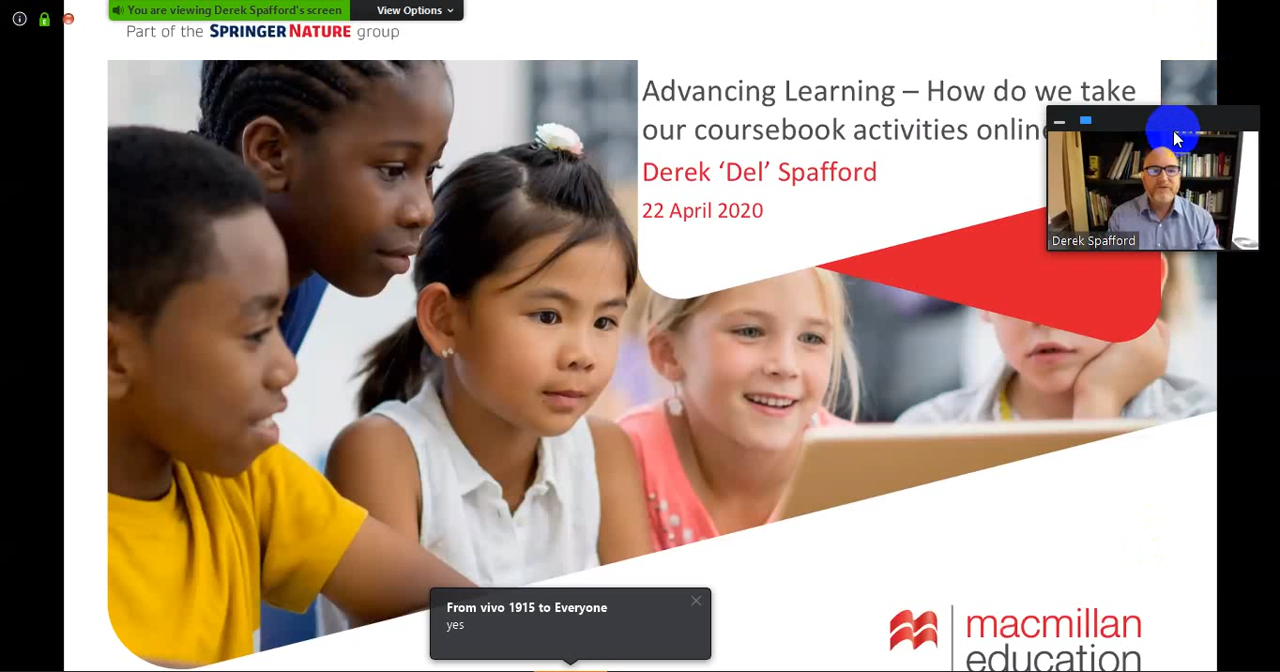 You are viewing Derek Spafford's screen
View Options
Part of the SPRINGER NATURE group
Advancing Learning – How do we take
our coursebook activities online
Derek ‘Del’ Spafford
22 April 2020
Derek Spafford
From vivo 1915 to Everyone
yes
macmillan
education